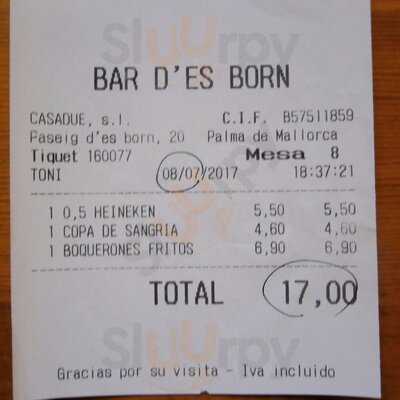 Sluurpy
BAR D'ES BORN
CASADUE, s.l. C.I.F. B57511859
Paseig d'es born, 20 Palma de Mallorca
Tiquet 160077 Mesa 8
TONI 08/07/2017 18:37:21
1 0,5 HEINEKEN 5,50 5,50
1 COPA DE SANGRIA 4,60 4,60
1 BOQUERONES FRITOS 6,90 6,90
TOTAL 17,00
Sluurpy
Gracias por su visita - Iva incluido